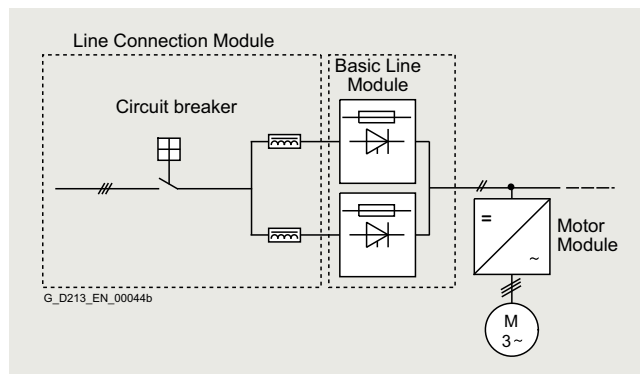 Line Connection Module
Basic Line
Module
Circuit breaker
=
~
Motor
Module
G_D213_EN_00044b
M
3~